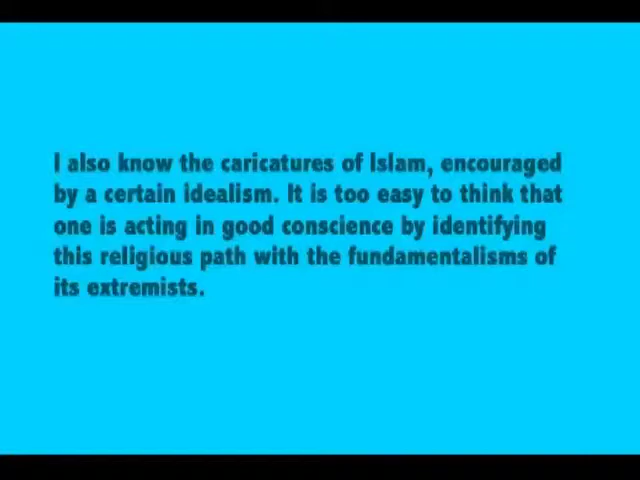 I also know the caricatures of Islam, encouraged
by a certain idealism. It is too easy to think that
one is acting in good conscience by identifying
this religious path with the fundamentalisms of
its extremists.